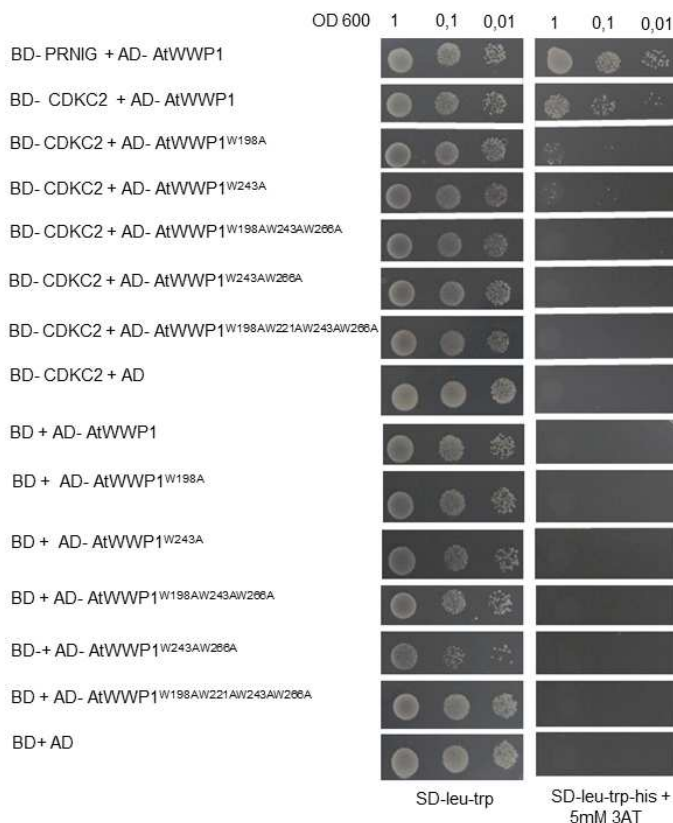 OD 600 1 0,1 0,01 1 0,1 0,01
BD- PRNIG + AD- AtWWP1
BD- CDKC2 + AD- AtWWP1
BD- CDKC2 + AD- AtWWP1W198A
BD- CDKC2 + AD- AtWWP1W243A
BD- CDKC2 + AD- AtWWP1W198AW243AW266A
BD- CDKC2 + AD- AtWWP1W243AW266A
BD- CDKC2 + AD- AtWWP1W198AW221AW243AW266A
BD- CDKC2 + AD
BD + AD- AtWWP1
BD + AD- AtWWP1W198A
BD + AD- AtWWP1W243A
BD + AD- AtWWP1W198AW243AW266A
BD-+ AD- AtWWP1W243AW266A
BD + AD- AtWWP1W198AW221AW243AW266A
BD+ AD
SD-leu-trp SD-leu-trp-his +
5mM 3AT